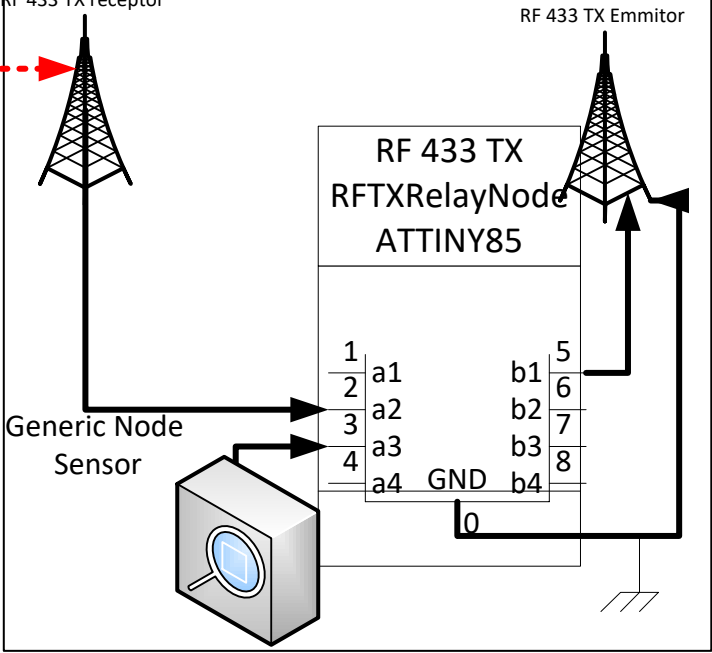 RF 433 TX receptor
RF 433 TX Emmitor
RF 433 TX
RFTXRelayNode
ATTINY85
1
a1
2
a2
3
a3
4
a4
5
b1
6
b2
7
b3
8
b4
GND
0
Generic Node
Sensor